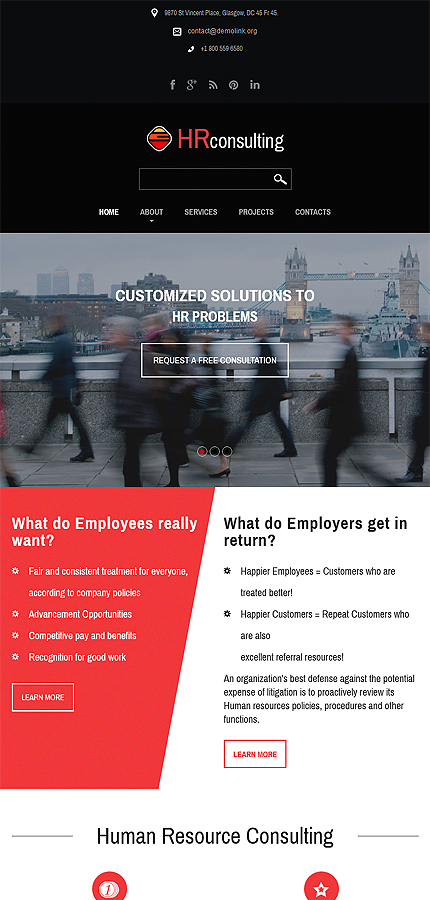 9870 St Vincent Place, Glasgow, DC 45 Fr 45.
contact@demolink.org
+1 800 559 6580
HRconsulting
HOME ABOUT SERVICES PROJECTS CONTACTS
CUSTOMIZED SOLUTIONS TO
HR PROBLEMS
REQUEST A FREE CONSULTATION
What do Employees really
want?
Fair and consistent treatment for everyone,
according to company policies
Advancement Opportunities
Competitive pay and benefits
Recognition for good work
LEARN MORE
What do Employers get in
return?
Happier Employees = Customers who are
treated better!
Happier Customers = Repeat Customers who
are also
excellent referral resources!
An organization's best defense against the potential
expense of litigation is to proactively review its
Human resources policies, procedures and other
functions.
LEARN MORE
Human Resource Consulting
1